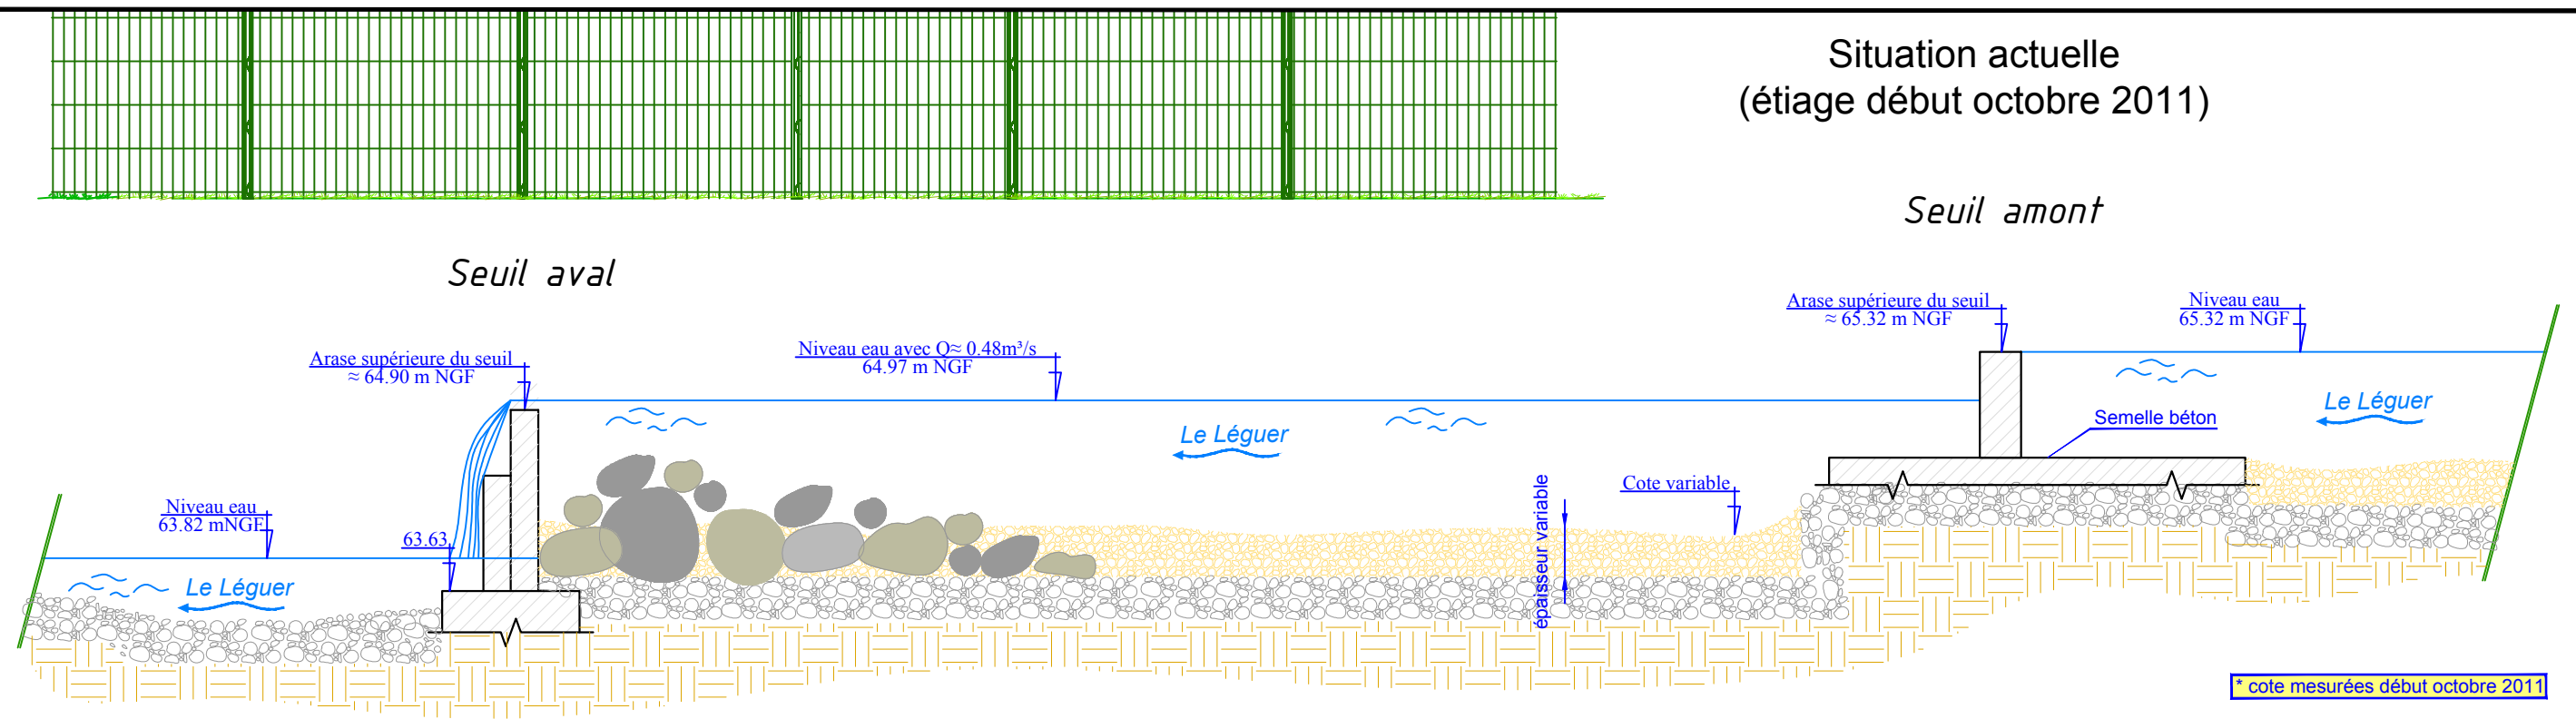 Situation actuelle
(étiage début octobre 2011)
Seuil amont
Seuil aval
Arase supérieure du seuil
≈ 65.32 m NGF
Niveau eau
65.32 m NGF
Arase supérieure du seuil
≈ 64.90 m NGF
Niveau eau avec Q≈ 0.48m³/s
64.97 m NGF
Le Léguer
Semelle béton
Le Léguer
Cote variable
épaisseur variable
Niveau eau
63.82 mNGF
63.63
Le Léguer
* cote mesurées début octobre 2011